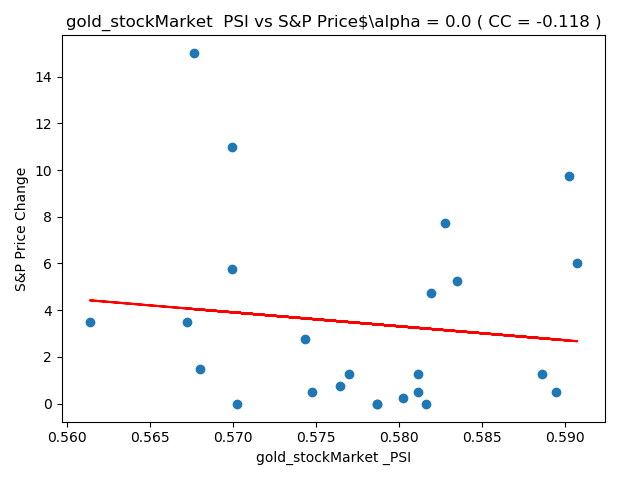 gold_stockMarket  PSI vs S&P Price$\alpha = 0.0 ( CC = -0.118 )
14
12
10
8
6
4
2
0
S&P Price Change
0.560 0.565 0.570 0.575 0.580 0.585 0.590
gold_stockMarket _PSI